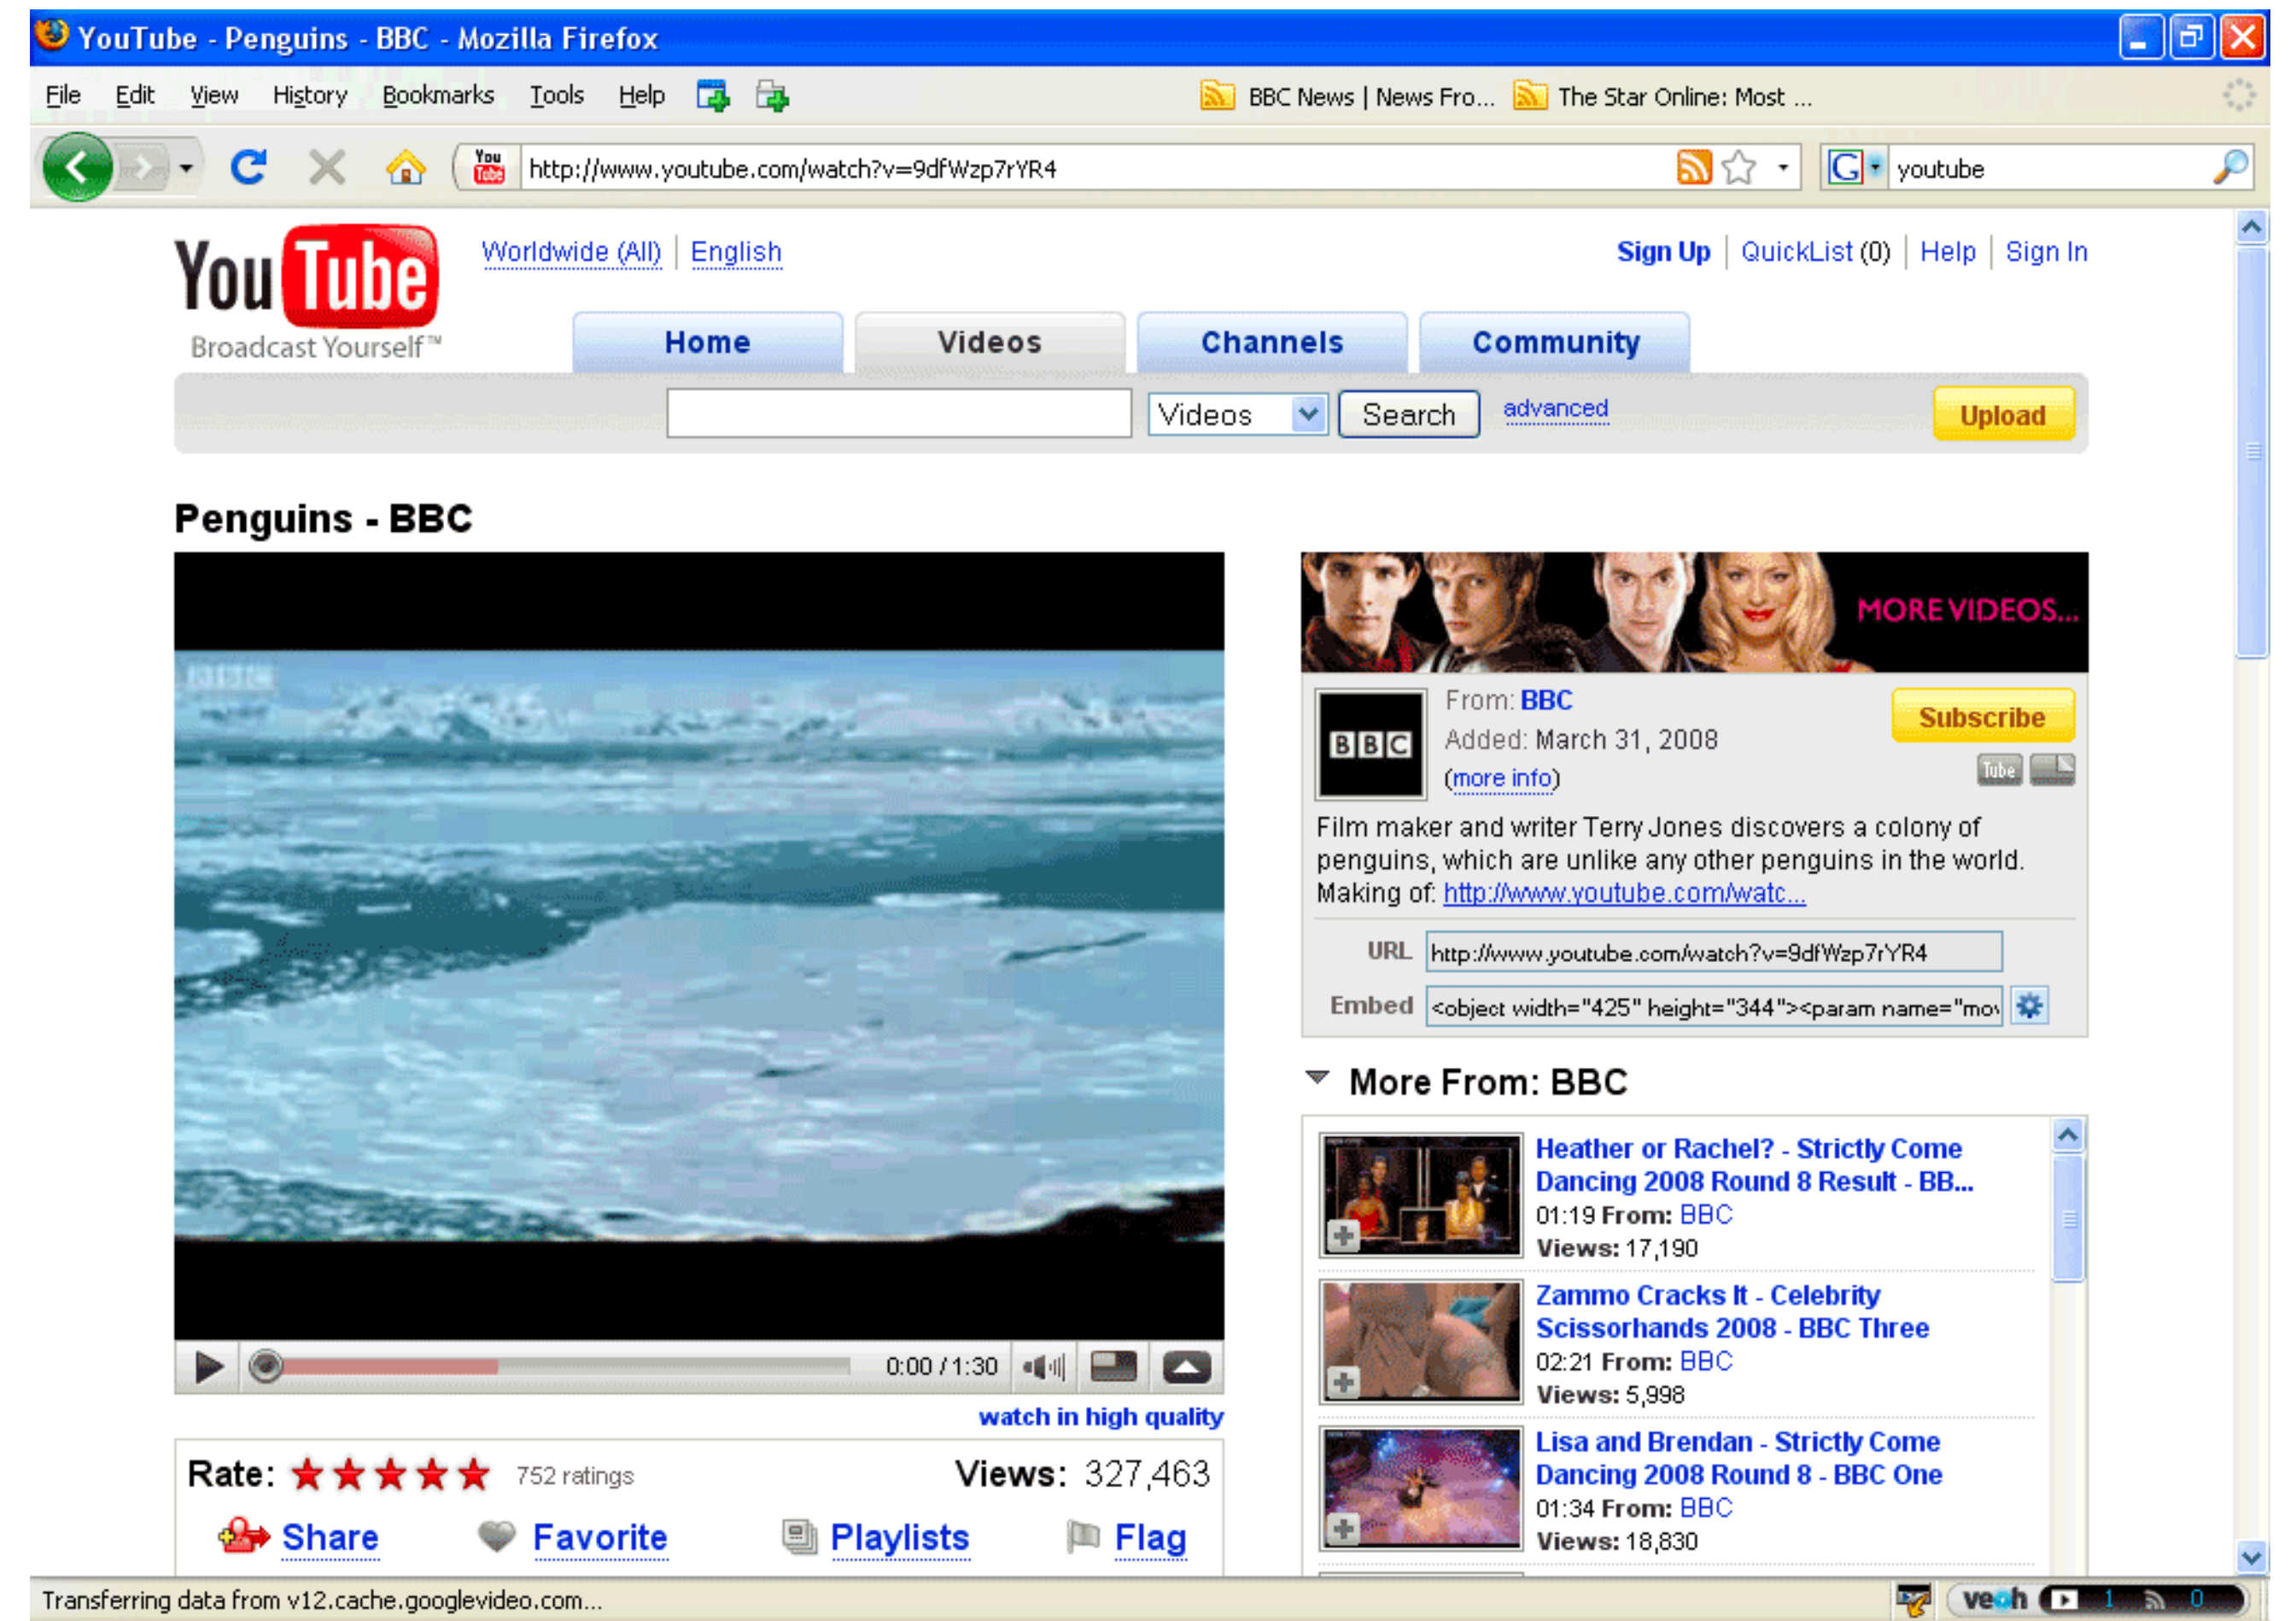 YouTube - Penguins - BBC - Mozilla Firefox
File Edit View History Bookmarks Tools Help BBC News | News Fro... The Star Online: Most ...
You Tube http://www.youtube.com/watch?v=9dfWzp7rYR4 G youtube
You Tube Worldwide (All) English Sign Up QuickList (0) Help Sign In
Broadcast Yourself™
Home Videos Channels Community
Videos Search advanced Upload
Penguins - BBC
MORE VIDEOS...
BBC
From: BBC
Subscribe
Added: March 31, 2008
Tube
(more info)
Film maker and writer Terry Jones discovers a colony of
penguins, which are unlike any other penguins in the world.
Making of: http://www.youtube.com/watc...
URL http://www.youtube.com/watch?v=9dfWzp7rYR4
Embed <object width="425" height="344"><param name="mov
More From: BBC
Heather or Rachel? - Strictly Come
Dancing 2008 Round 8 Result - BB...
01:19 From: BBC
Views: 17,190
Zammo Cracks It - Celebrity
Scissorhands 2008 - BBC Three
02:21 From: BBC
Views: 5,998
Lisa and Brendan - Strictly Come
Dancing 2008 Round 8 - BBC One
01:34 From: BBC
Views: 18,830
0:00 / 1:30
watch in high quality
Rate: 752 ratings Views: 327,463
Share Favorite Playlists Flag
Transferring data from v12.cache.googlevideo.com... veoh 1 0